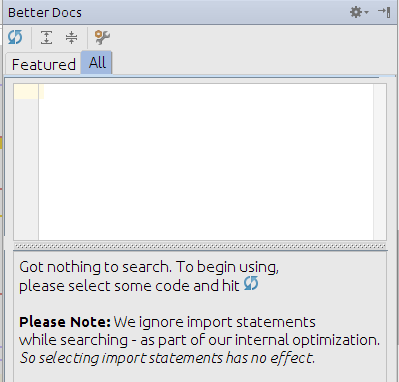 Better Docs
Featured
All
Got nothing to search. To begin using,
please select some code and hit
Please Note: We ignore import statements
while searching - as part of our internal optimization.
So selecting import statements has no effect.